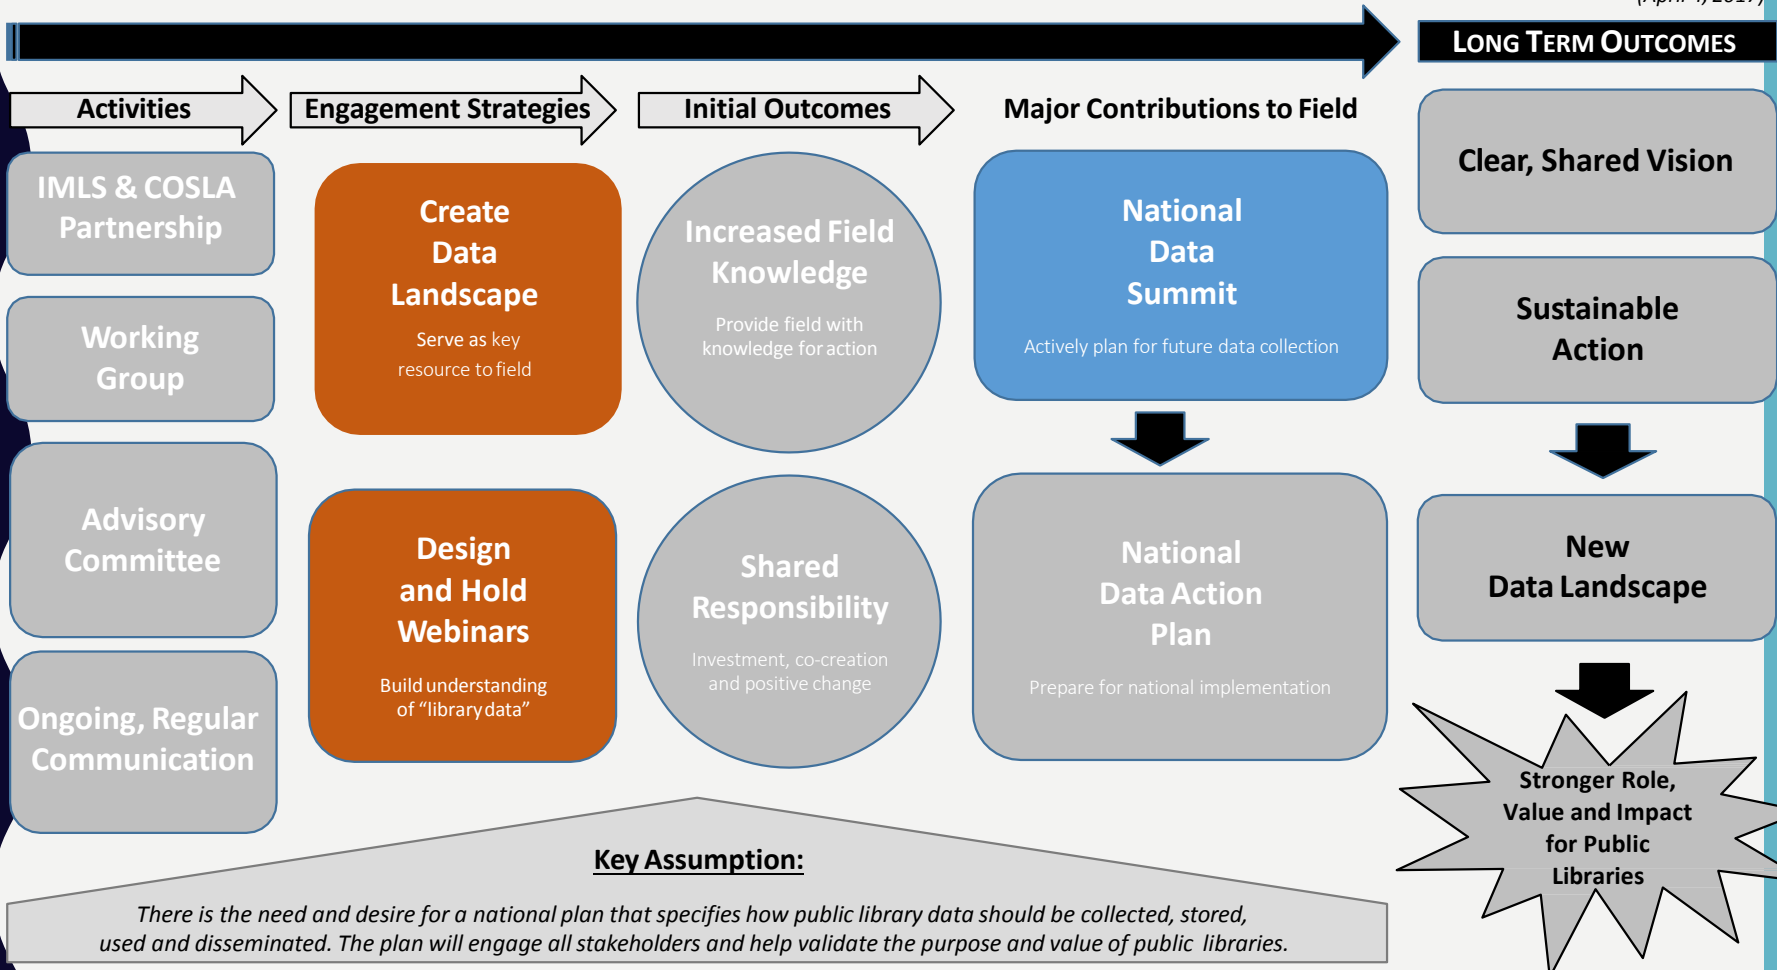 LONG TERM OUTCOMES
Activities
Engagement Strategies
Initial Outcomes
Major Contributions to Field
IMLS & COSLA
Partnership
Working
Group
Advisory
Committee
Ongoing, Regular
Communication
Create
Data
Landscape
Serve as key
resource to field
Design
and Hold
Webinars
Build understanding
of “library data”
Increased Field
Knowledge
Provide field with
knowledge for action
Shared
Responsibility
Investment, co-creation
and positive change
National
Data
Summit
Actively plan for future data collection
National
Data Action
Plan
Prepare for national implementation
Clear, Shared Vision
Sustainable
Action
New
Data Landscape
Stronger Role,
Value and Impact
for Public
Libraries
Key Assumption:
There is the need and desire for a national plan that specifies how public library data should be collected, stored,
used and disseminated. The plan will engage all stakeholders and help validate the purpose and value of public libraries.